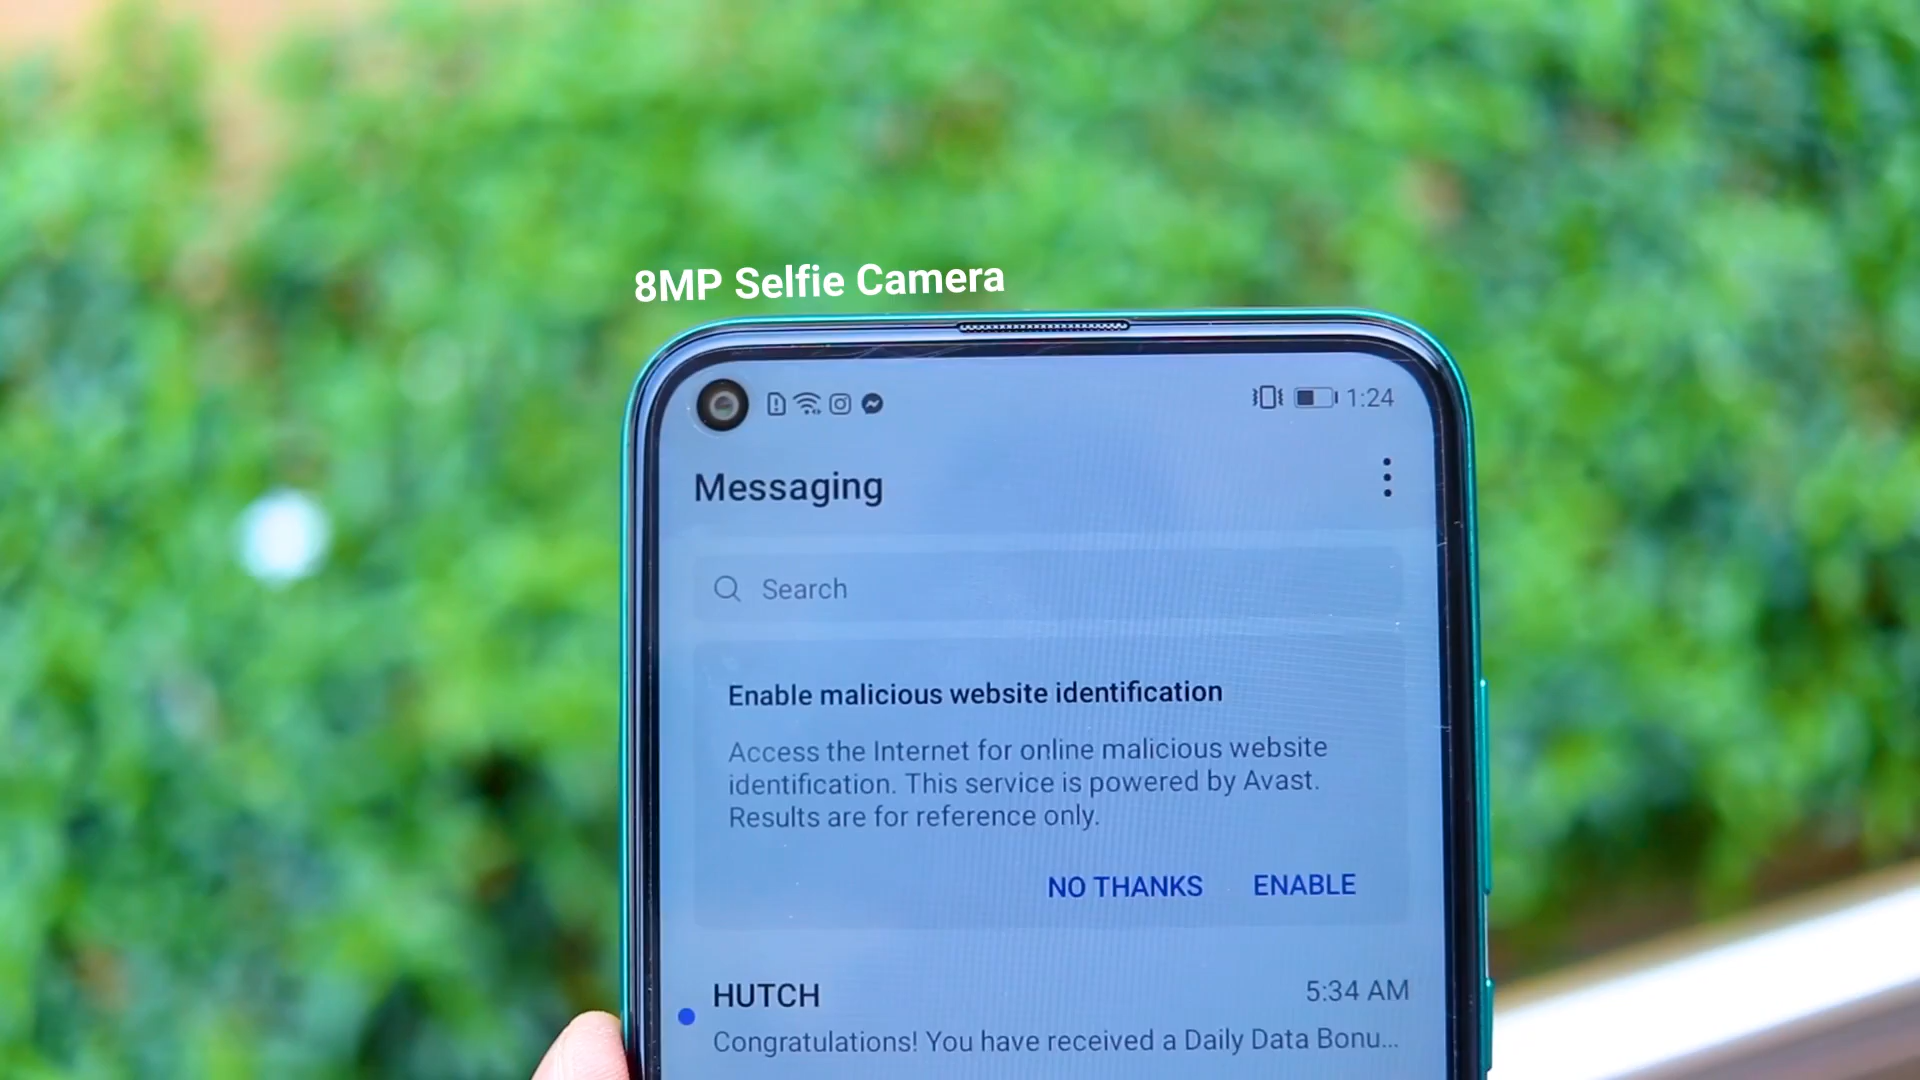 8MP Selfie Camera
1:24
Messaging
Search
Enable malicious website identification
Access the Internet for online malicious website
identification. This service is powered by Avast.
Results are for reference only.
NO THANKS ENABLE
HUTCH 5:34 AM
Congratulations! You have received a Daily Data Bonu...